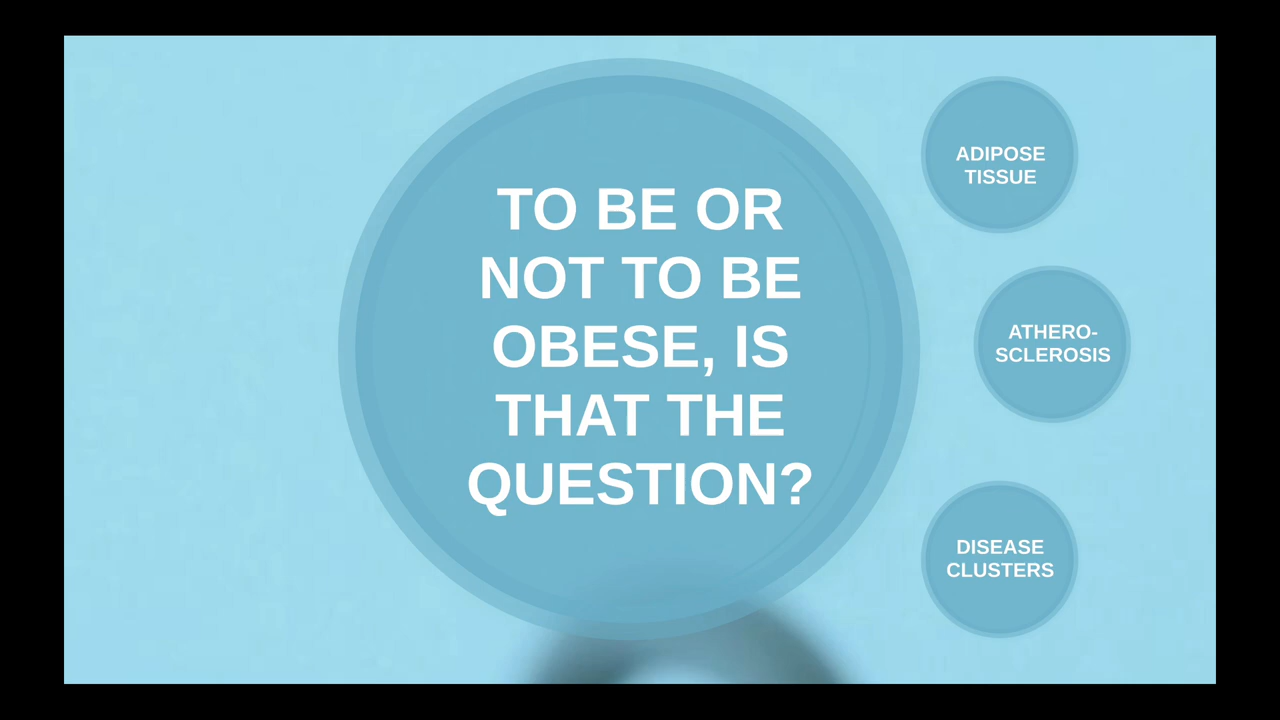 TO BE OR
NOT TO BE
OBESE, IS
THAT THE
QUESTION?
ADIPOSE
TISSUE
ATHERO-
SCLEROSIS
DISEASE
CLUSTERS